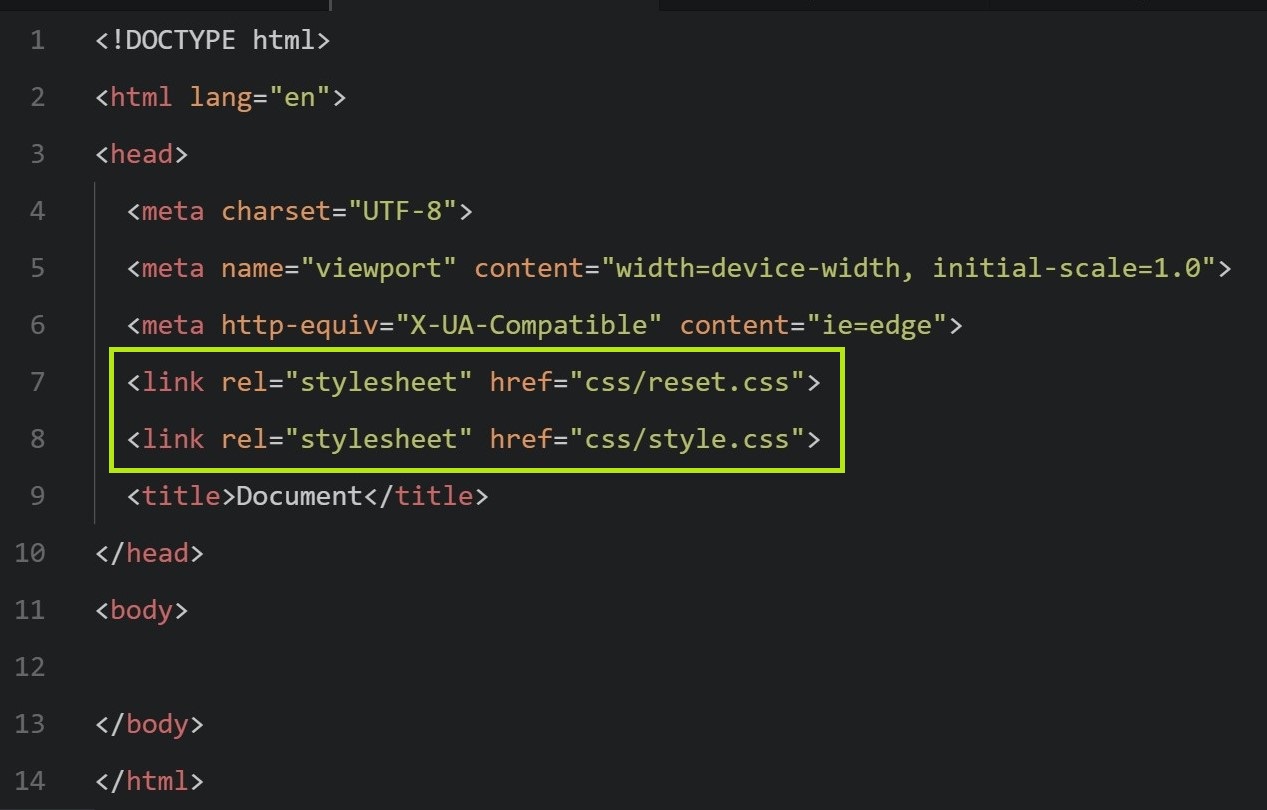 1 <!DOCTYPE html>
2 <html lang="en">
3 <head>
4 <meta charset="UTF-8">
5 <meta name="viewport" content="width=device-width, initial-scale=1.0">
6 <meta http-equiv="X-UA-Compatible" content="ie=edge">
7 <link rel="stylesheet" href="css/reset.css">
8 <link rel="stylesheet" href="css/style.css">
9 <title>Document</title>
10 </head>
11 <body>
12
13 </body>
14 </html>